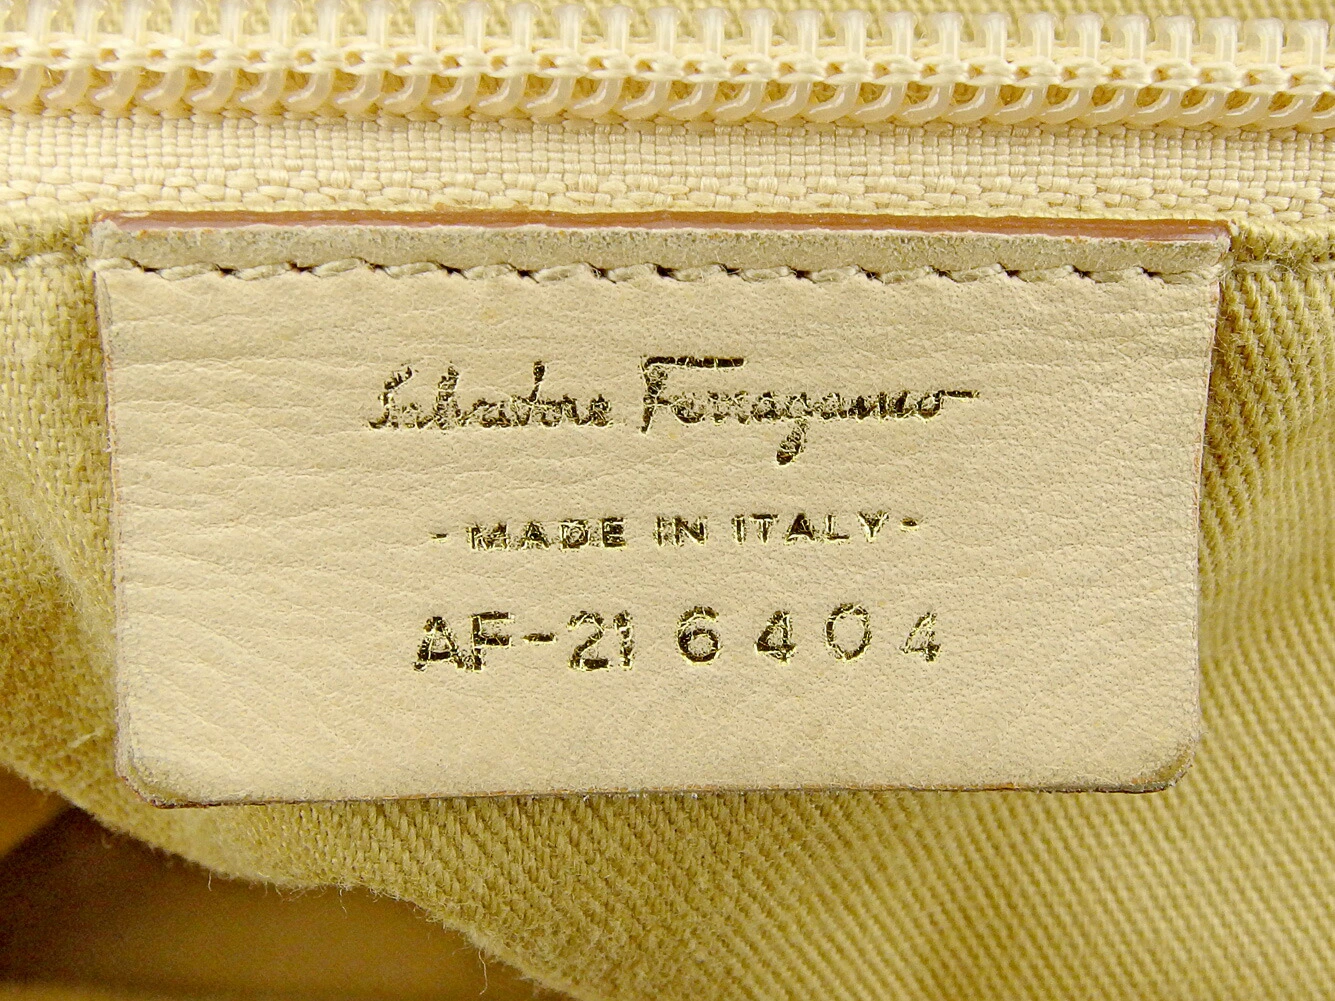 Salvatore Ferragamo
- MADE IN ITALY -
AF-21 6404